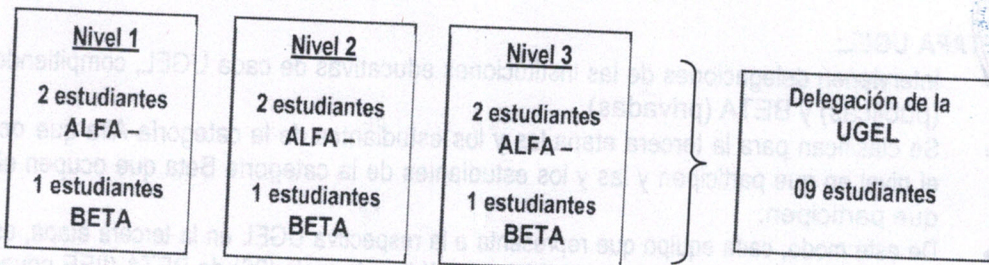 Nivel 1
2 estudiantes
ALFA –
1 estudiantes
BETA
Nivel 2
2 estudiantes
ALFA –
1 estudiantes
BETA
Nivel 3
2 estudiantes
ALFA –
1 estudiantes
BETA
Delegación de la
UGEL
09 estudiantes